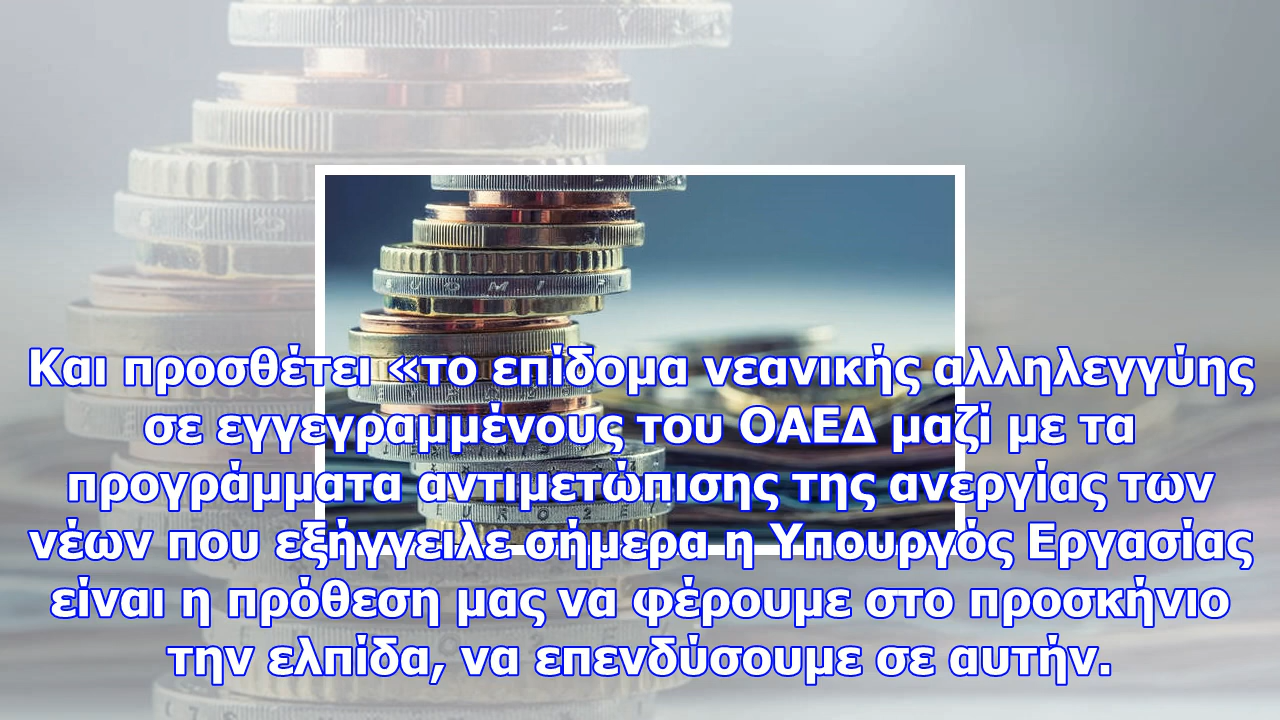 Και προσθέτει «το επίδομα νεανικής αλληλεγγύης
σε εγγεγραμμένους του ΟΑΕΔ μαζί με τα
προγράμματα αντιμετώπισης της ανεργίας των
νέων που εξήγγειλε σήμερα η Υπουργός Εργασίας
είναι η πρόθεση μας να φέρουμε στο προσκήνιο
την ελπίδα, να επενδύσουμε σε αυτήν.